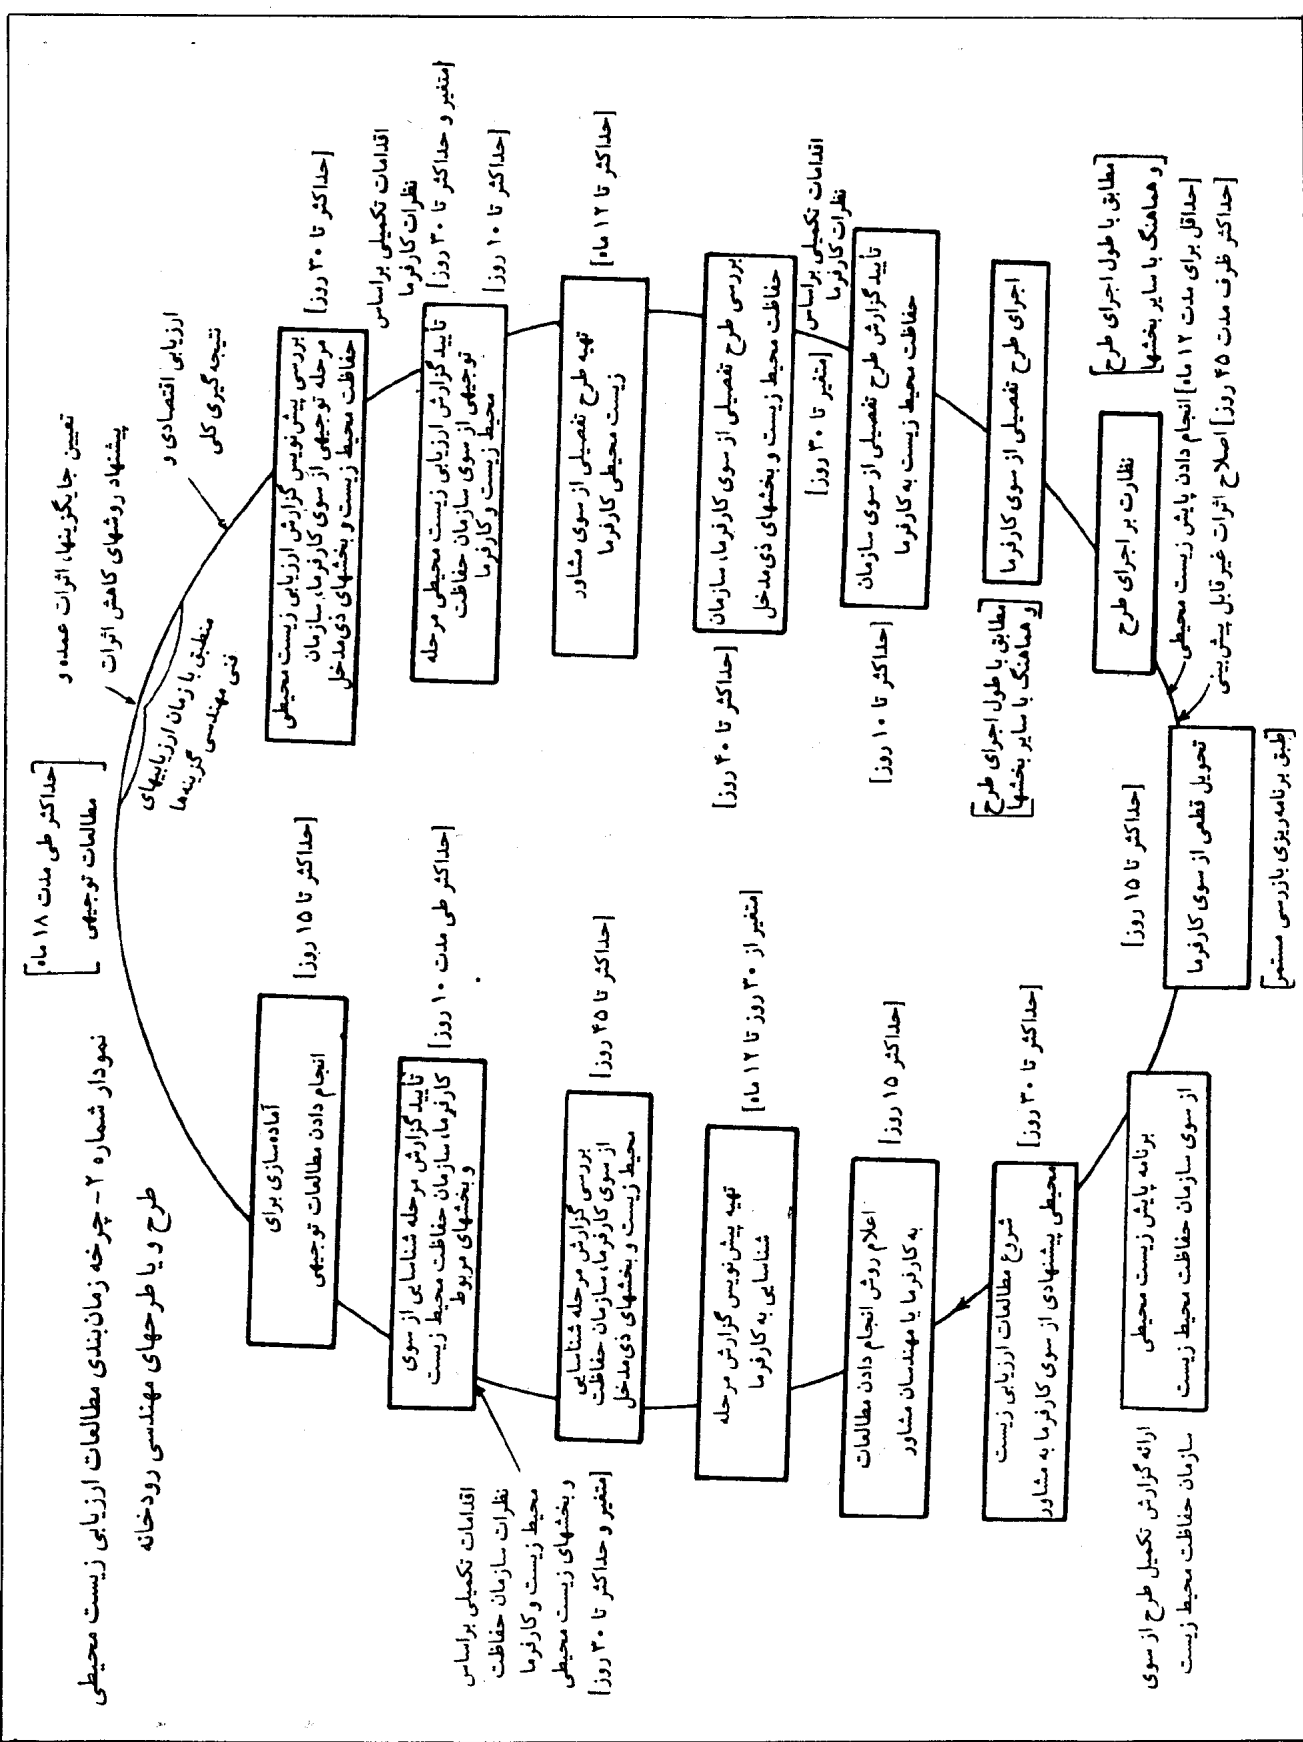 نمودار شماره ۲ - چرخه زمان‌بندی مطالعات ارزیابی زیست محیطی
طرح و یا طرحهای مهندسی رودخانه
شروع مطالعات ارزیابی زیست
محیطی پیشنهادی از سوی کارفرما به مشاور
[حداکثر تا ۳۰ روز]
اعلام روش انجام دادن مطالعات
به کارفرما یا مهندسان مشاور
[حداکثر ۱۵ روز]
تهیه پیش‌نویس گزارش مرحله
شناسایی به کارفرما
[متغیر از ۳۰ روز تا ۱۲ ماه]
بررسی گزارش مرحله شناسایی
از سوی کارفرما، سازمان حفاظت
محیط زیست و بخشهای ذی‌مدخل
[حداکثر تا ۴۵ روز]
اقدامات تکمیلی براساس
نظرات سازمان حفاظت
محیط زیست و کارفرما
و بخشهای زیست محیطی
[متغیر و حداکثر تا ۳۰ روز]
تأیید گزارش مرحله شناسایی از سوی
کارفرما، سازمان حفاظت محیط زیست
و بخشهای مربوط
[حداکثر طی مدت ۱۰ روز]
آماده‌سازی برای
انجام دادن مطالعات توجیهی
[حداکثر تا ۱۵ روز]
[حداکثر طی مدت ۱۸ ماه]
[مطالعات توجیهی]
منطبق با زمان ارزیابیهای
فنی مهندسی گزینه‌ها
تعیین جایگزینها، اثرات عمده و
پیشنهاد روشهای کاهش اثرات
ارزیابی اقتصادی و
نتیجه گیری کلی
بررسی پیش‌نویس گزارش ارزیابی زیست محیطی
مرحله توجیهی از سوی کارفرما، سازمان
حفاظت محیط زیست و بخشهای ذی‌مدخل
[حداکثر تا ۳۰ روز]
اقدامات تکمیلی براساس
نظرات کارفرما
[متغیر و حداکثر تا ۳۰ روز]
تأیید گزارش ارزیابی زیست محیطی مرحله
توجیهی از سوی سازمان حفاظت
محیط زیست و کارفرما
[حداکثر تا ۱۰ روز]
تهیه طرح تفصیلی از سوی مشاور
زیست محیطی کارفرما
[حداکثر تا ۱۲ ماه]
بررسی طرح تفصیلی از سوی کارفرما، سازمان
حفاظت محیط زیست و بخشهای ذی‌مدخل
[حداکثر تا ۴۰ روز]
اقدامات تکمیلی براساس
نظرات کارفرما
[متغیر تا ۳۰ روز]
تأیید گزارش طرح تفصیلی از سوی سازمان
حفاظت محیط زیست به کارفرما
[حداکثر تا ۱۰ روز]
اجرای طرح تفصیلی از سوی کارفرما
[مطابق با طول اجرای طرح
و هماهنگ با سایر بخشها]
نظارت بر اجرای طرح
[مطابق با طول اجرای طرح
و هماهنگ با سایر بخشها]
[حداقل برای مدت ۱۲ ماه] انجام دادن پایش زیست محیطی
[حداکثر ظرف مدت ۴۵ روز] اصلاح اثرات غیر قابل پیش‌بینی
تحویل قطعی از سوی کارفرما
[حداکثر تا ۱۵ روز]
[طبق برنامه‌ریزی بازرسی مستمر]
برنامه پایش زیست محیطی
از سوی سازمان حفاظت محیط زیست
ارائه گزارش تکمیل طرح از سوی
سازمان حفاظت محیط زیست